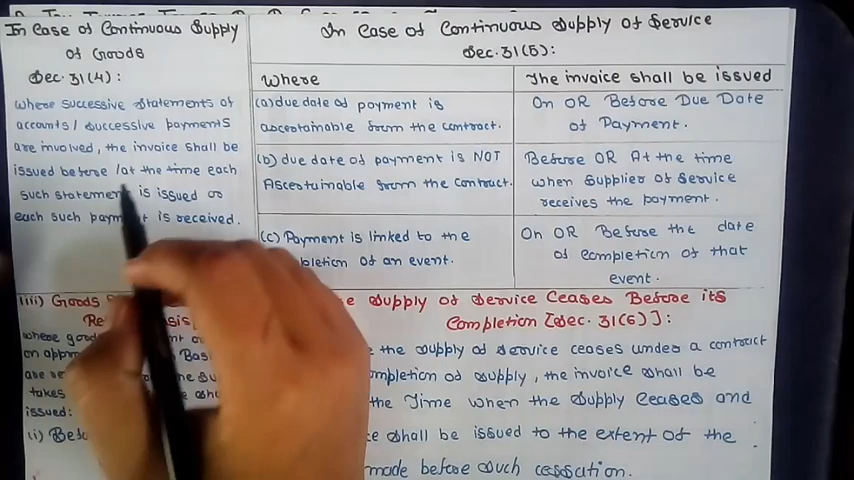 In Case of Continuous Supply
of Goods
Sec. 31(4) :
where successive statements of
accounts / successive payments
are involved, the invoice shall be
issued before /at the time each
such statement is issued or
each such payment is received.
In Case of Continuous Supply of Service
Sec. 31(5) :
Where
The invoice shall be issued
(a) due date of payment is
ascertainable from the contract.
On OR Before Due Date
of Payment.
(b) due date of payment is NOT
Ascertainable from the contract.
Before OR At the time
when supplier of service
receives the payment.
(c) Payment is linked to the
completion of an event.
On OR Before the date
of completion of that
event.
(iii) Goods
where
on
are
takes
issued:
(i)
Supply of Service Ceases Before its
Completion [Sec. 31(6)] :
the supply of service ceases under a contract
completion of supply, the invoice shall be
the Time when the supply ceases and
shall be issued to the extent of the
made before such cessation.